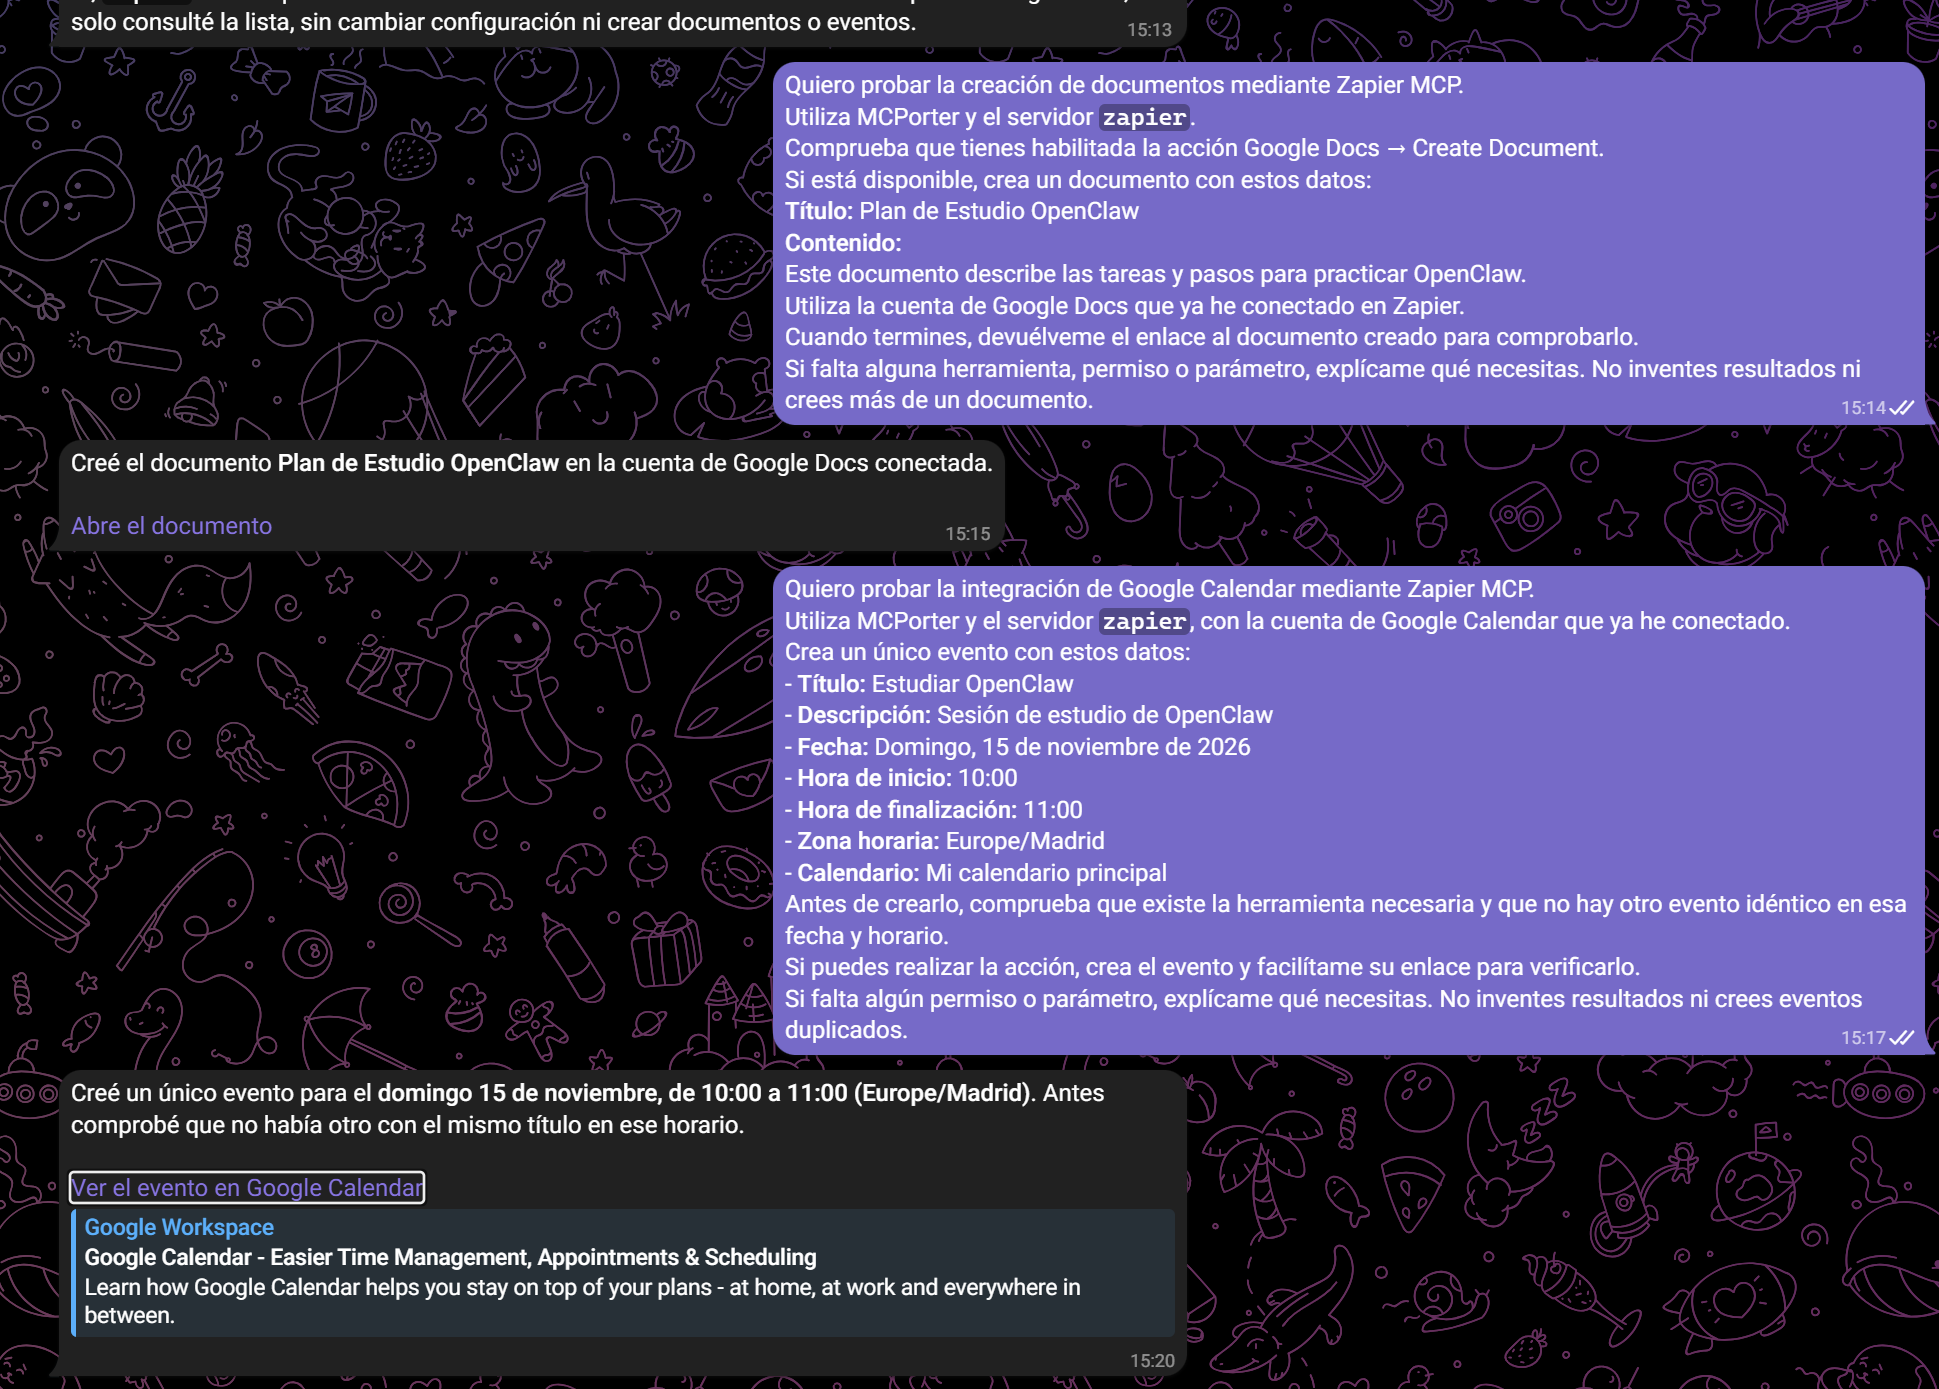 solo consulté la lista, sin cambiar configuración ni crear documentos o eventos.
15:13
Quiero probar la creación de documentos mediante Zapier MCP.
Utiliza MCPorter y el servidor zapier.
Comprueba que tienes habilitada la acción Google Docs → Create Document.
Si está disponible, crea un documento con estos datos:
Título: Plan de Estudio OpenClaw
Contenido:
Este documento describe las tareas y pasos para practicar OpenClaw.
Utiliza la cuenta de Google Docs que ya he conectado en Zapier.
Cuando termines, devuélveme el enlace al documento creado para comprobarlo.
Si falta alguna herramienta, permiso o parámetro, explícame qué necesitas. No inventes resultados ni
crees más de un documento.
15:14
Creé el documento Plan de Estudio OpenClaw en la cuenta de Google Docs conectada.
Abre el documento
15:15
Quiero probar la integración de Google Calendar mediante Zapier MCP.
Utiliza MCPorter y el servidor zapier, con la cuenta de Google Calendar que ya he conectado.
Crea un único evento con estos datos:
- Título: Estudiar OpenClaw
- Descripción: Sesión de estudio de OpenClaw
- Fecha: Domingo, 15 de noviembre de 2026
- Hora de inicio: 10:00
- Hora de finalización: 11:00
- Zona horaria: Europe/Madrid
- Calendario: Mi calendario principal
Antes de crearlo, comprueba que existe la herramienta necesaria y que no hay otro evento idéntico en esa
fecha y horario.
Si puedes realizar la acción, crea el evento y facilítame su enlace para verificarlo.
Si falta algún permiso o parámetro, explícame qué necesitas. No inventes resultados ni crees eventos
duplicados.
15:17
Creé un único evento para el domingo 15 de noviembre, de 10:00 a 11:00 (Europe/Madrid). Antes
comprobé que no había otro con el mismo título en ese horario.
Ver el evento en Google Calendar
Google Workspace
Google Calendar - Easier Time Management, Appointments & Scheduling
Learn how Google Calendar helps you stay on top of your plans - at home, at work and everywhere in
between.
15:20